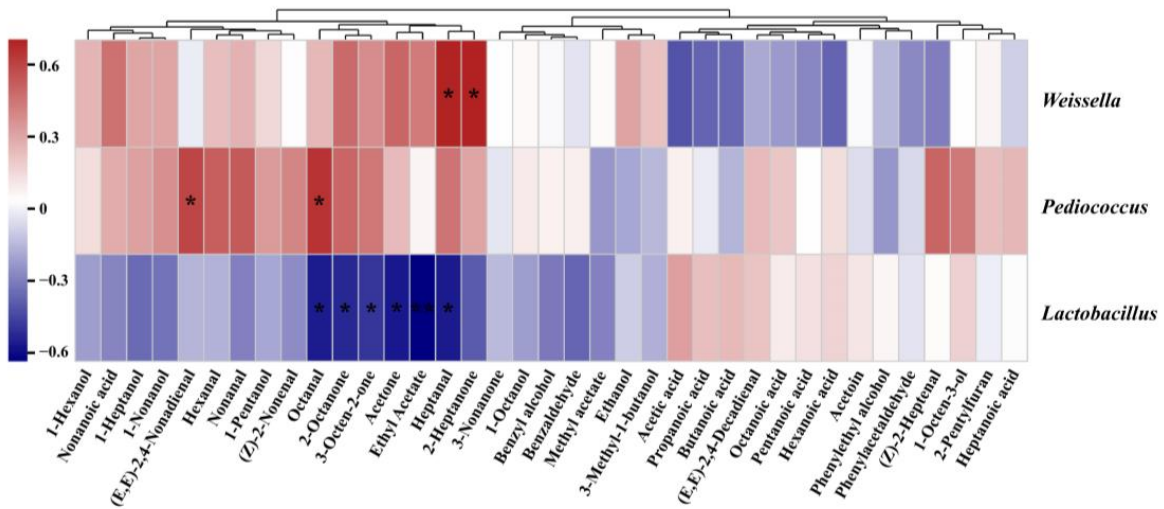 0.6
0.3
0
−0.3
−0.6
* *
Weissella
* *
Pediococcus
* * * * ** *
Lactobacillus
1-Hexanol
Nonanoic acid
1-Heptanol
1-Nonanol
(E,E)-2,4-Nonadienal
Hexanal
Nonanal
1-Pentanol
(Z)-2-Nonenal
Octanal
2-Octanone
3-Octen-2-one
Acetone
Ethyl Acetate
Heptanal
2-Heptanone
3-Nonanone
1-Octanol
Benzyl alcohol
Benzaldehyde
Methyl acetate
Ethanol
3-Methyl-1-butanol
Acetic acid
Propanoic acid
Butanoic acid
(E,E)-2,4-Decadienal
Octanoic acid
Pentanoic acid
Hexanoic acid
Acetoin
Phenylethyl alcohol
Phenylacetaldehyde
(Z)-2-Heptenal
1-Octen-3-ol
2-Pentylfuran
Heptanoic acid